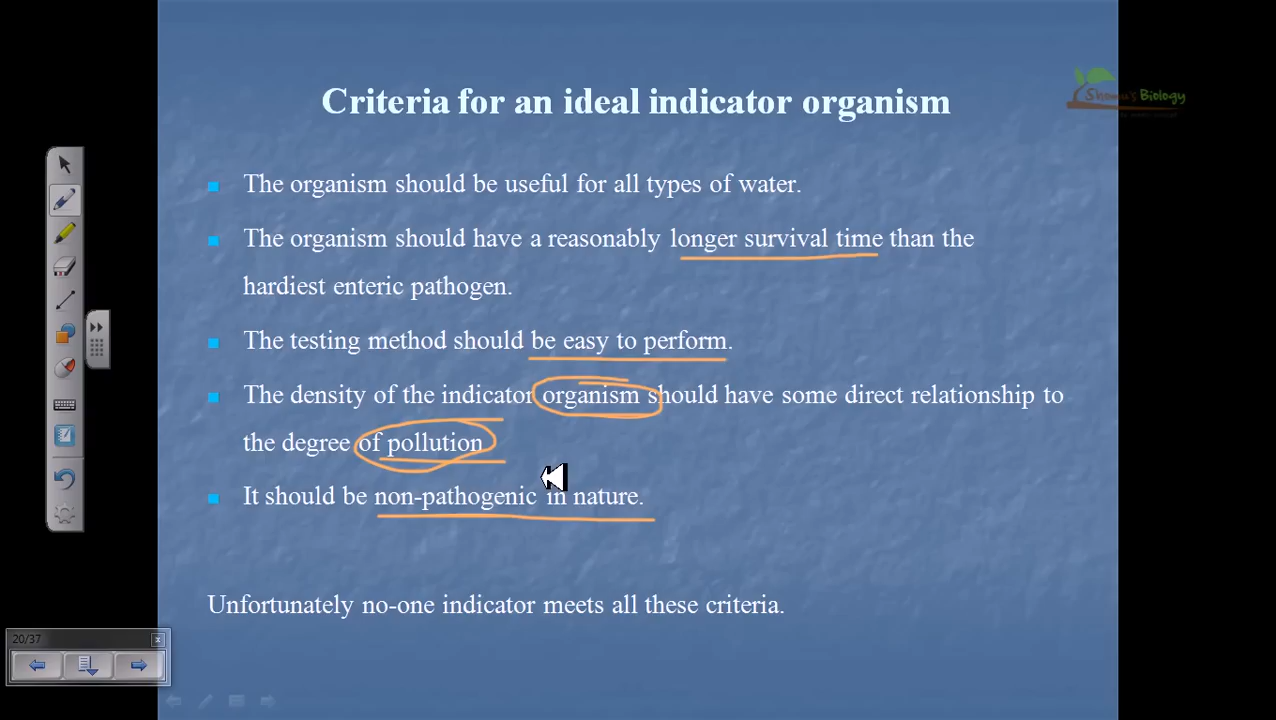 Criteria for an ideal indicator organism
Shomu's Biology
The organism should be useful for all types of water.
The organism should have a reasonably longer survival time than the
hardiest enteric pathogen.
The testing method should be easy to perform.
The density of the indicator organism should have some direct relationship to
the degree of pollution
It should be non-pathogenic in nature.
Unfortunately no-one indicator meets all these criteria.
20/37